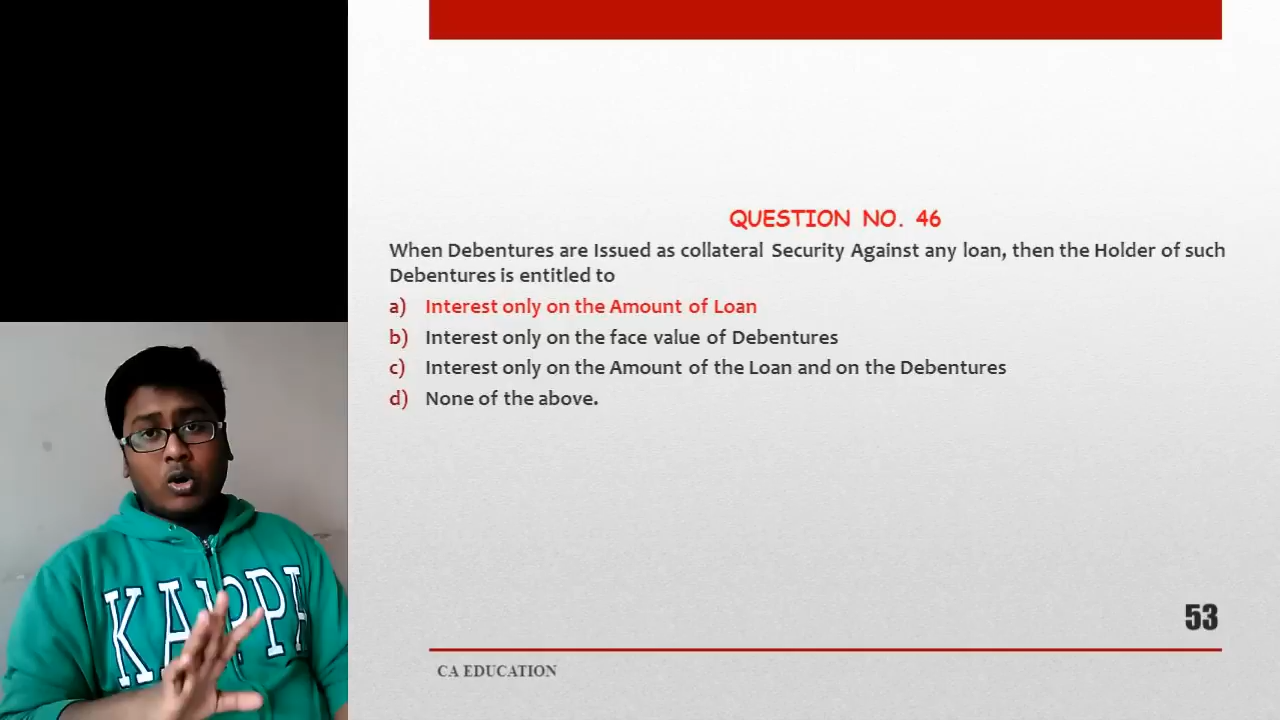 QUESTION NO. 46
When Debentures are Issued as collateral Security Against any loan, then the Holder of such
Debentures is entitled to
a) Interest only on the Amount of Loan
b) Interest only on the face value of Debentures
c) Interest only on the Amount of the Loan and on the Debentures
d) None of the above.
KAPPA
53
CA EDUCATION